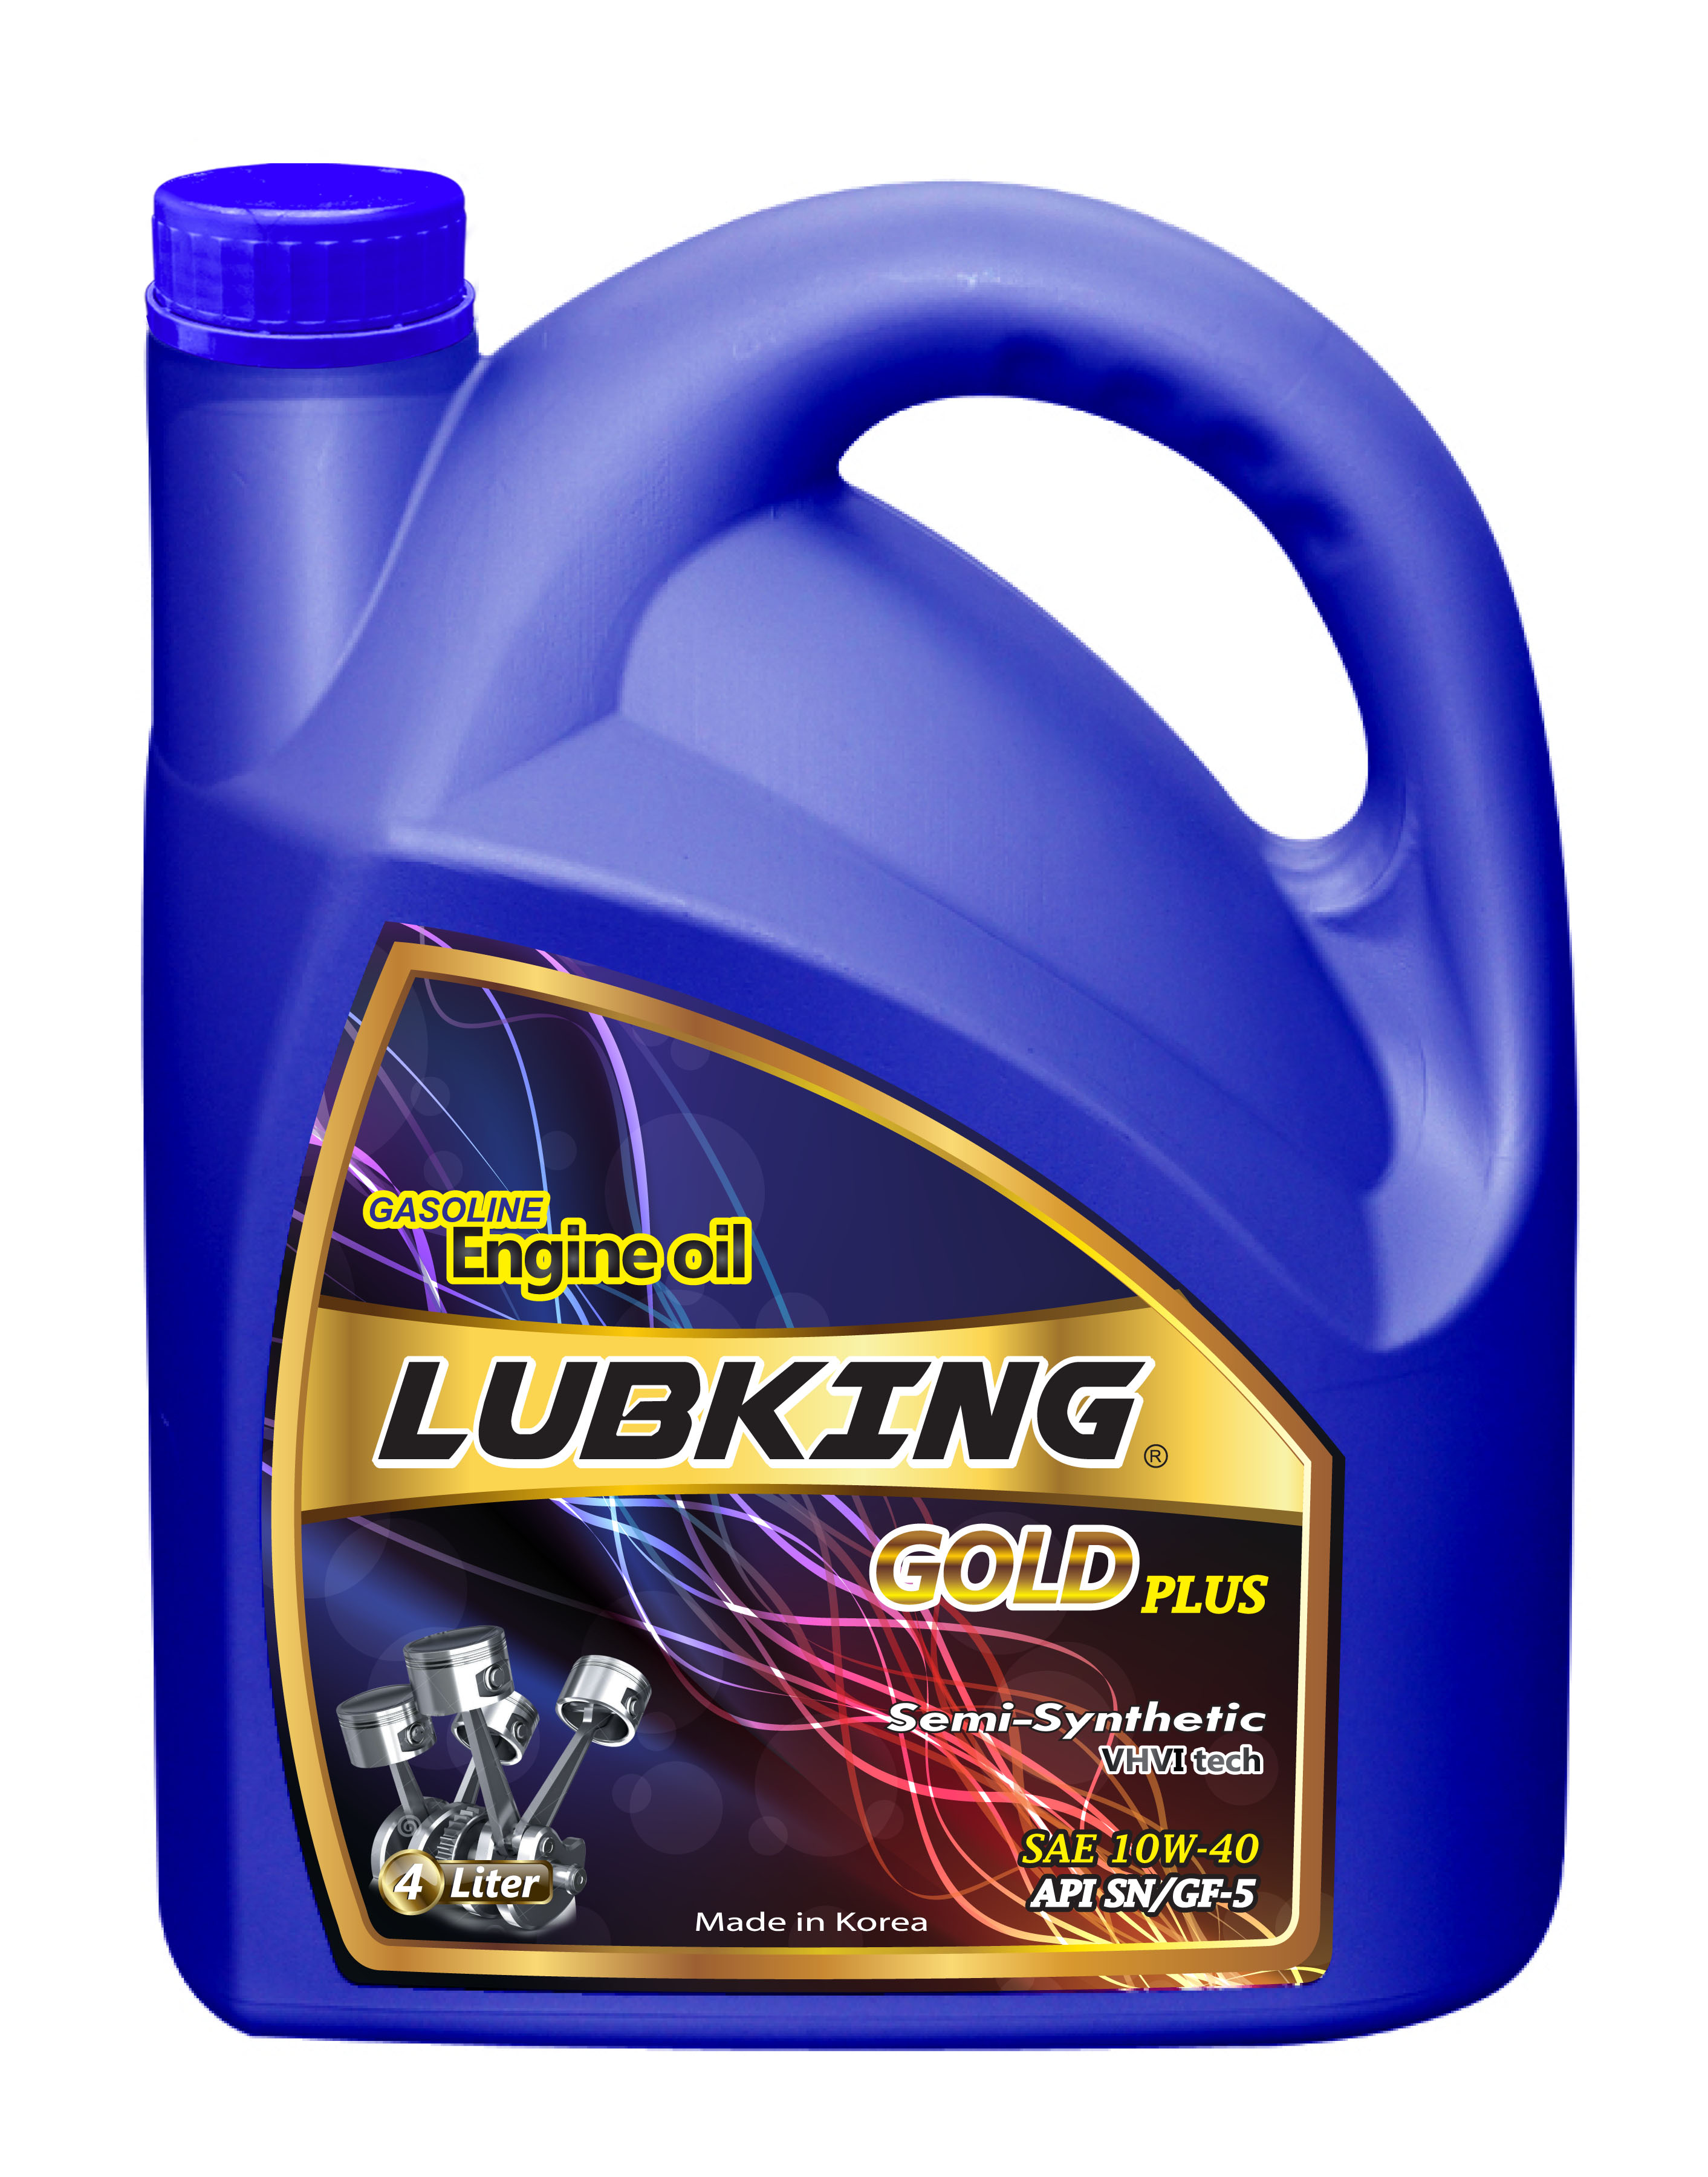 GASOLINE
Engine oil
LUBKING ®
GOLD PLUS
Semi-Synthetic
VHVI tech
SAE 10W-40
API SN/GF-5
4 Liter
Made in Korea